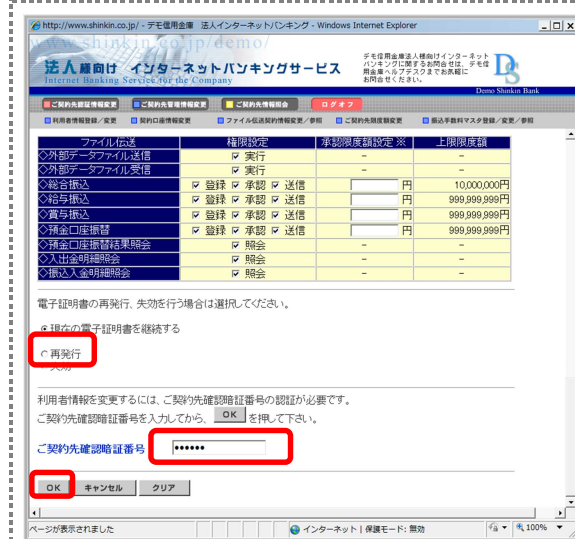 http://www.shinkin.co.jp/ - デモ信用金庫　法人インターネットバンキング - Windows Internet Explorer
www.shinkin.co.jp/demo/
法人様向け インターネットバンキングサービス
Internet Banking Service for the Company
デモ信用金庫法人様向けインターネット
バンキングに関するお問合せは、デモ信
用金庫ヘルプデスクまでお気軽に
お問合せください。
DS
Demo Shinkin Bank
ご契約先認証情報変更 ご契約先管理情報変更 ご契約先情報照会 ログオフ
利用者情報登録／変更 契約口座情報変更 ファイル伝送契約情報変更／参照 ご契約先限度額変更 振込手数料マスタ登録／変更／参照
ファイル伝送 権限設定 承認限度額設定 ※ 上限限度額
◇外部データファイル送信 実行 － －
◇外部データファイル受信 実行 － －
◇総合振込 登録 承認 送信 円 10,000,000円
◇給与振込 登録 承認 送信 円 999,999,999円
◇賞与振込 登録 承認 送信 円 999,999,999円
◇預金口座振替 登録 承認 送信 円 999,999,999円
◇預金口座振替結果照会 照会 － －
◇入出金明細照会 照会 － －
◇振込入金明細照会 照会 － －
電子証明書の再発行、失効を行う場合は選択してください。
現在の電子証明書を継続する
再発行
失効
利用者情報を変更するには、ご契約先確認暗証番号の認証が必要です。
ご契約先確認暗証番号を入力してから、 OK を押して下さい。
ご契約先確認暗証番号 ••••••
OK キャンセル クリア
ページが表示されました インターネット | 保護モード: 無効 100%